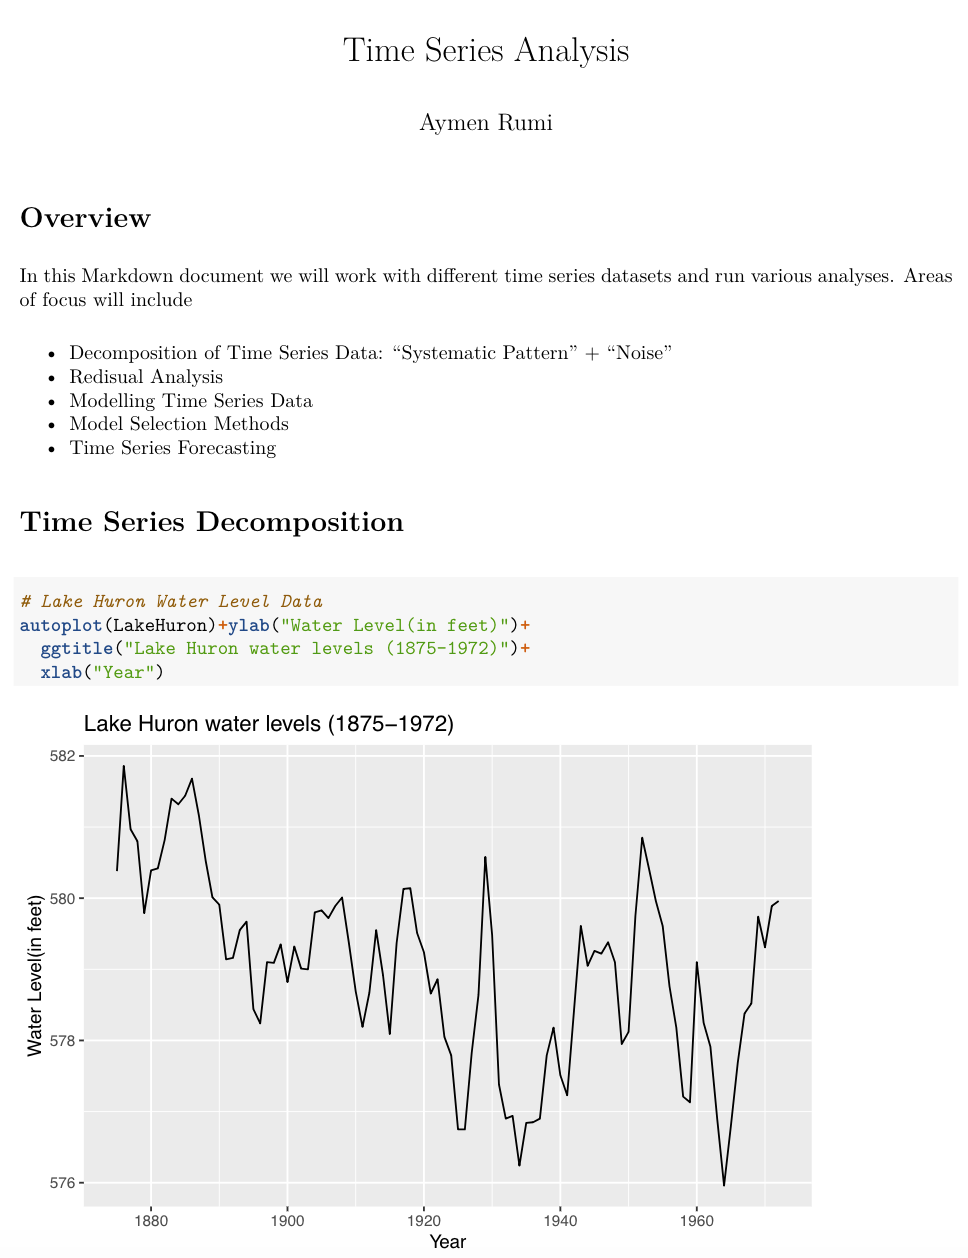 Time Series Analysis
Aymen Rumi
Overview
In this Markdown document we will work with different time series datasets and run various analyses. Areas
of focus will include
• Decomposition of Time Series Data: “Systematic Pattern” + “Noise”
• Redisual Analysis
• Modelling Time Series Data
• Model Selection Methods
• Time Series Forecasting
Time Series Decomposition
# Lake Huron Water Level Data
autoplot(LakeHuron)+ylab("Water Level(in feet)")+
  ggtitle("Lake Huron water levels (1875-1972)")+
  xlab("Year")
Lake Huron water levels (1875−1972)
582
580
578
576
Water Level(in feet)
1880 1900 1920 1940 1960
Year